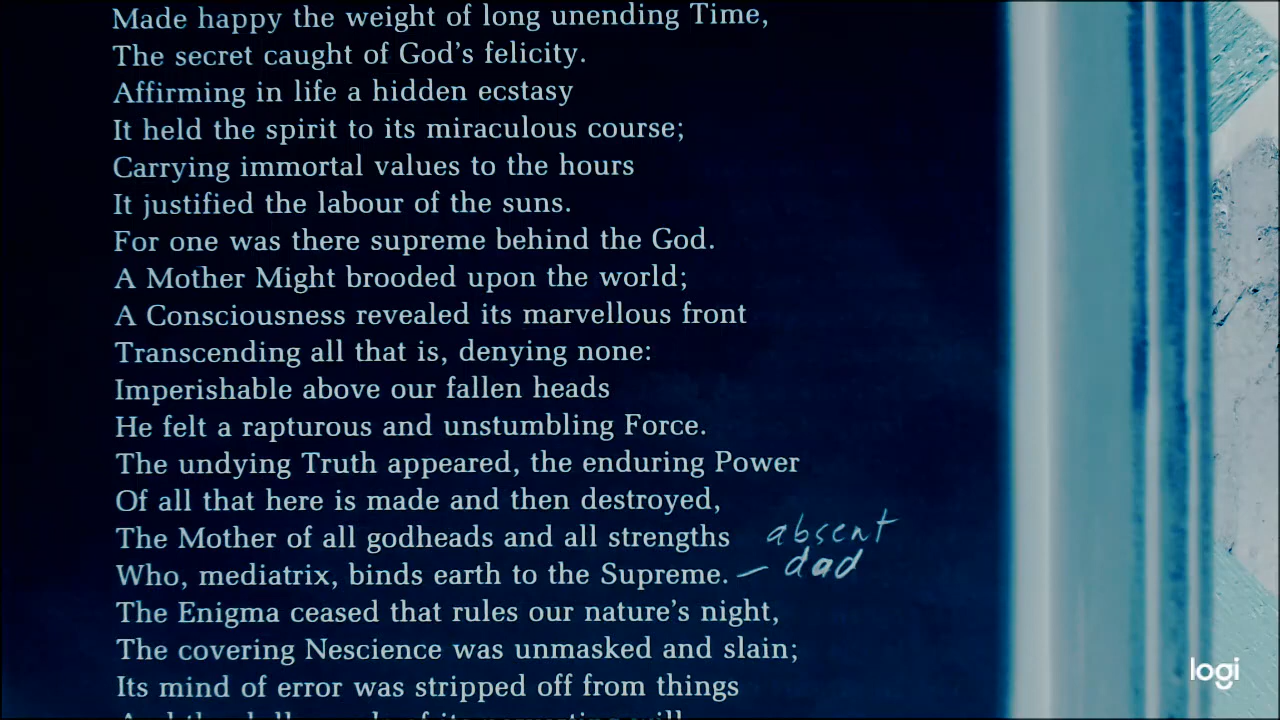 Made happy the weight of long unending Time,
The secret caught of God's felicity.
Affirming in life a hidden ecstasy
It held the spirit to its miraculous course;
Carrying immortal values to the hours
It justified the labour of the suns.
For one was there supreme behind the God.
A Mother Might brooded upon the world;
A Consciousness revealed its marvellous front
Transcending all that is, denying none:
Imperishable above our fallen heads
He felt a rapturous and unstumbling Force.
The undying Truth appeared, the enduring Power
Of all that here is made and then destroyed,
The Mother of all godheads and all strengths absent
Who, mediatrix, binds earth to the Supreme. — dad
The Enigma ceased that rules our nature's night,
The covering Nescience was unmasked and slain;
Its mind of error was stripped off from things
logi